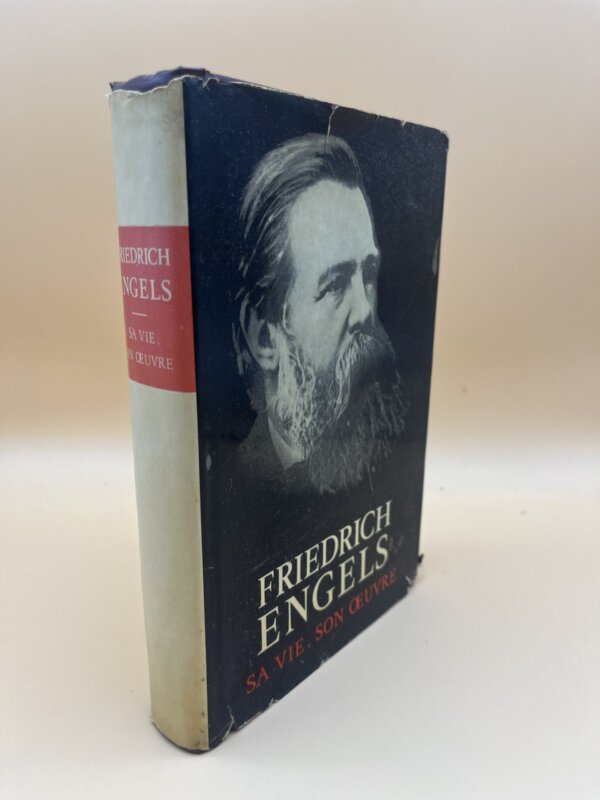 FRIEDRICH
ENGELS
SA VIE,
SON ŒUVRE
FRIEDRICH
ENGELS
SA VIE, SON ŒUVRE